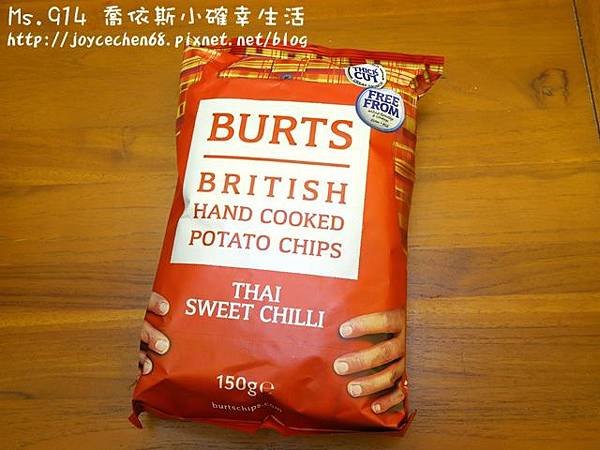 Ms.914 喬依斯小確幸生活
http://joycechen68.pixnet.net/blog
THICK
CUT
FREE
FROM
BURTS
BRITISH
HAND COOKED
POTATO CHIPS
THAI
SWEET CHILLI
150g℮
burtschips.com